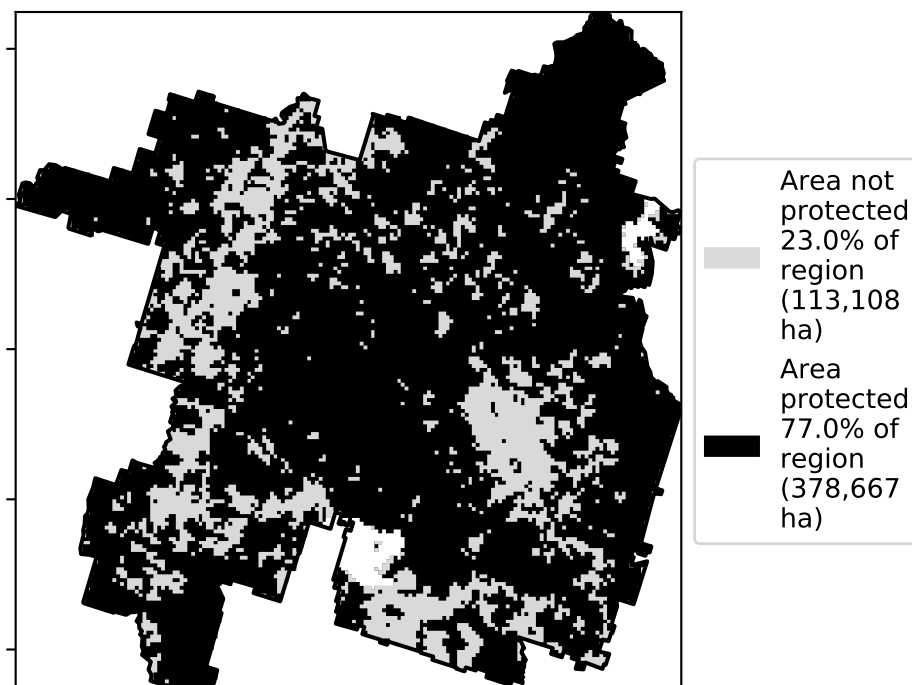 Area not
protected
23.0% of
region
(113,108
ha)
Area
protected
77.0% of
region
(378,667
ha)